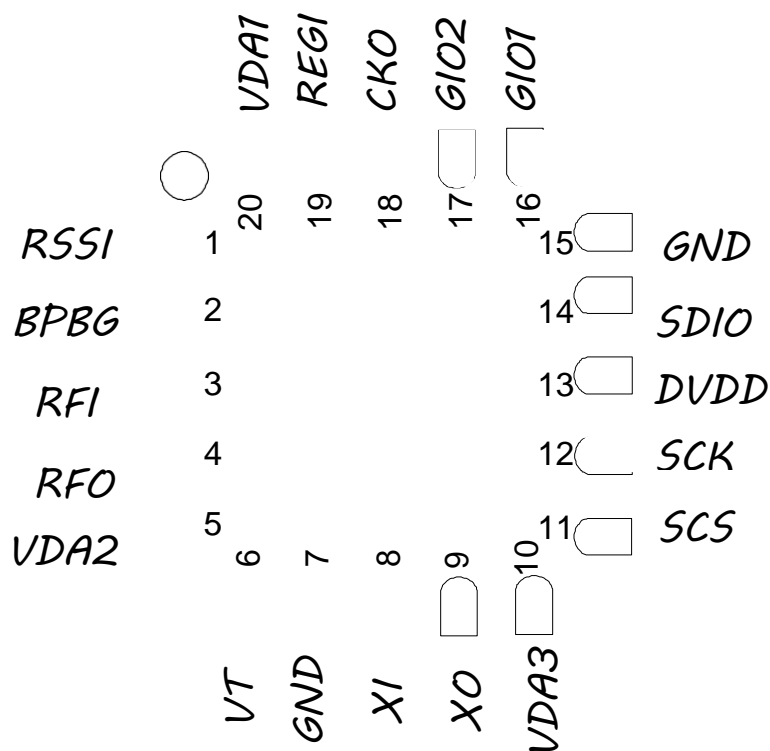 VDA1 REGI CKO GIO2 GIO1
20 19 18 17 16
RSSI 1 15 GND
BPBG 2 14 SDIO
RFI 3 13 DVDD
RFO 4 12 SCK
VDA2 5 11 SCS
6 7 8 9 10
VT GND XI XO VDA3